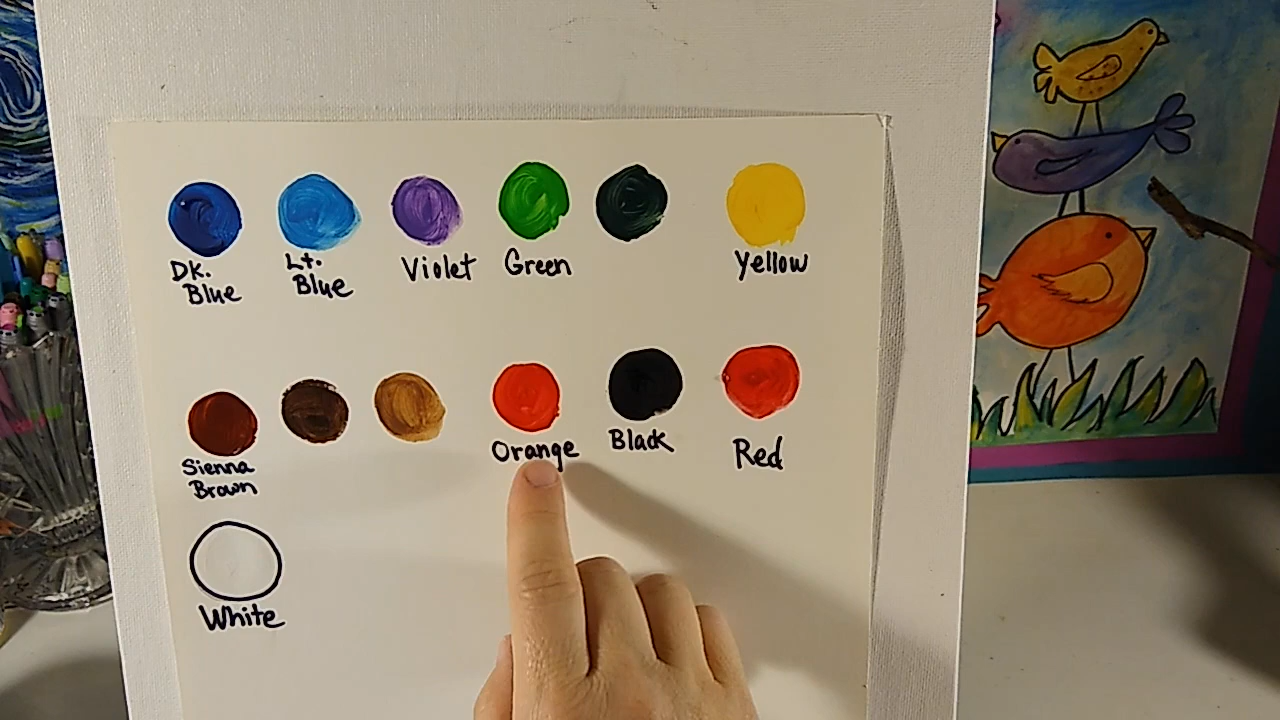 Dk.
Blue
Lt.
Blue
Violet
Green
Yellow
Sienna
Brown
Orange
Black
Red
White